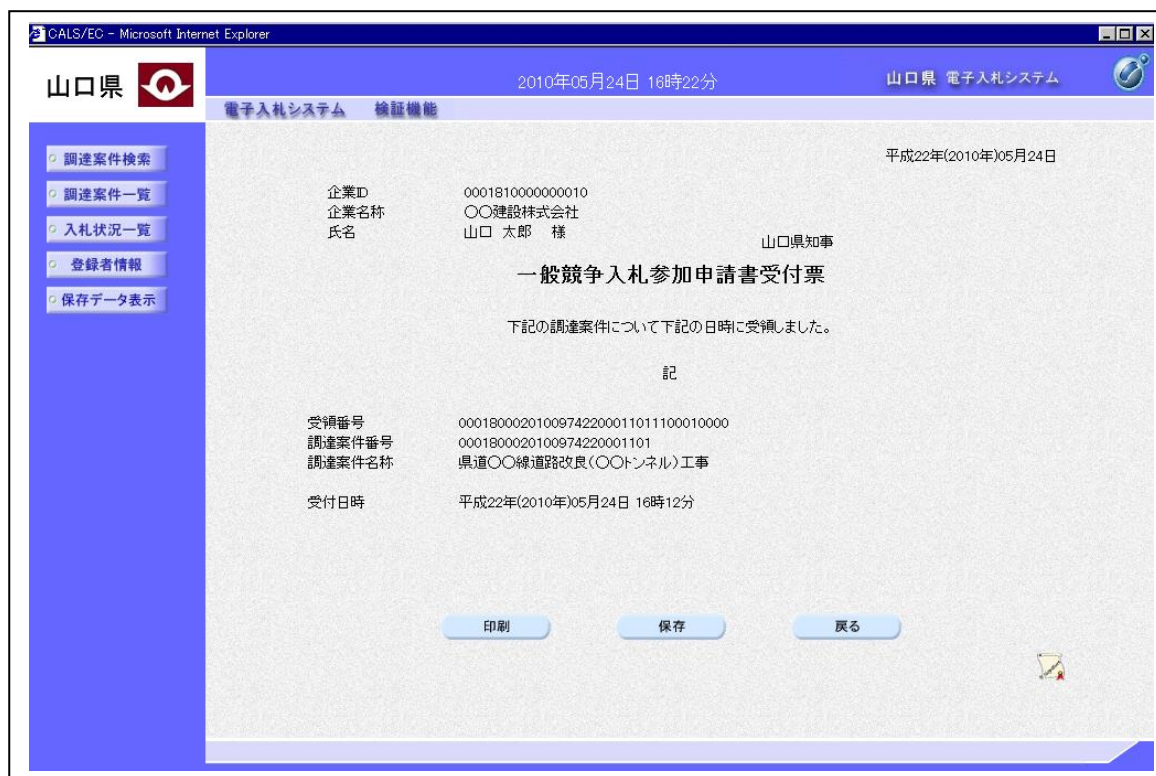 CALS/EC - Microsoft Internet Explorer
山口県
2010年05月24日 16時22分
山口県 電子入札システム
電子入札システム 検証機能
調達案件検索
調達案件一覧
入札状況一覧
登録者情報
保存データ表示
平成22年(2010年)05月24日
企業ID 0001810000000010
企業名称 〇〇建設株式会社
氏名 山口 太郎 様
山口県知事
一般競争入札参加申請書受付票
下記の調達案件について下記の日時に受領しました。
記
受領番号 00018000201009742200011011100010000
調達案件番号 0001800020100974220001101
調達案件名称 県道〇〇線道路改良(〇〇トンネル)工事
受付日時 平成22年(2010年)05月24日 16時12分
印刷 保存 戻る